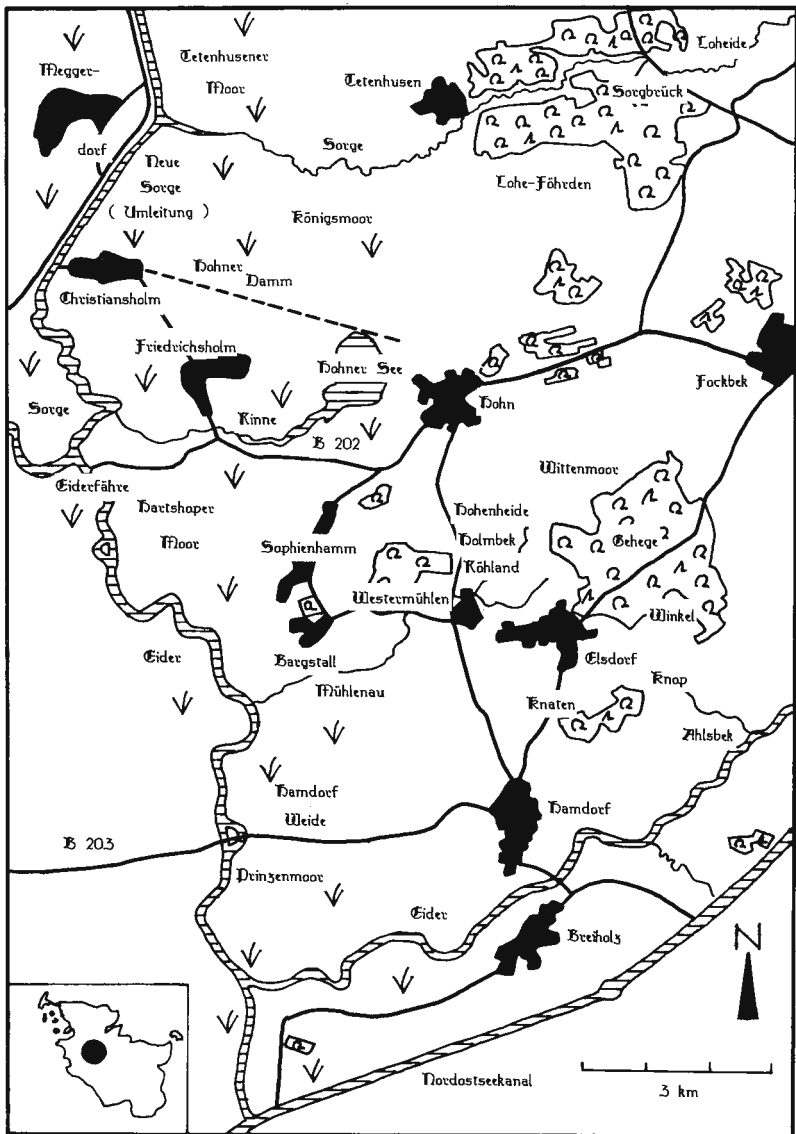 Megger-
dorf
Tetenhusener
Moor
Tetenhusen
Loheide
Sorgbrück
Sorge
Lohe-Föhrden
Neue
Sorge
( Umleitung )
Königsmoor
Hohner
Damm
Christiansholm
Friedrichsholm
Hohner See
Hohn
Fockbek
Sorge
Rinne
B 202
Eiderfähre
Hartshoper
Moor
Wittenmoor
Hohenheide
Holmbek
Röhland
Gehege
Sophienhamm
Westermühlen
Winkel
Bargstall
Elsdorf
Eider
Mühlenau
Knaten
Knop
Ahlsbek
Hamdorf
Weide
Hamdorf
B 203
Prinzenmoor
Eider
Breiholz
N
Nordostseekanal
3 km